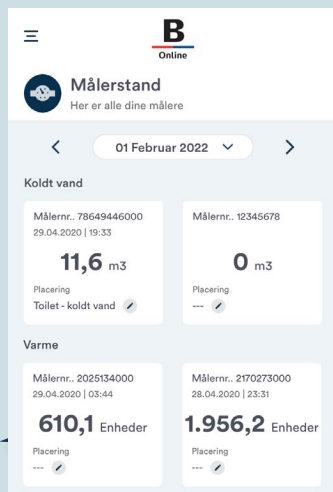 B
Online
Målerstand
Her er alle dine målere
01 Februar 2022
Koldt vand
Målernr.. 78649446000
29.04.2020 | 19:33
11,6 m3
Placering
Toilet - koldt vand
Målernr.. 12345678
0 m3
Placering
---
Varme
Målernr.. 2025134000
29.04.2020 | 03:44
610,1 Enheder
Placering
---
Målernr.. 2170273000
28.04.2020 | 23:31
1.956,2 Enheder
Placering
---